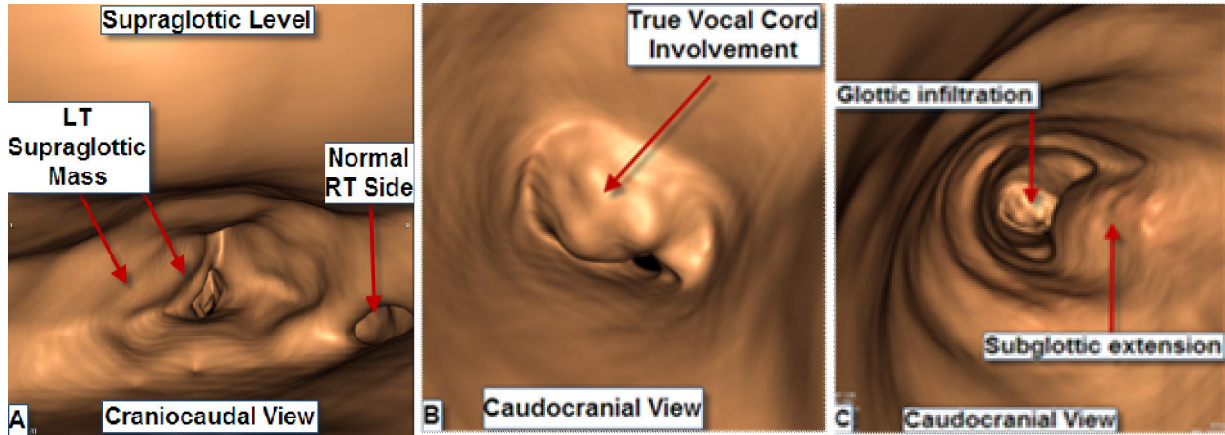 Supraglottic Level
LT
Supraglottic
Mass
Normal
RT Side
A
Craniocaudal View
True Vocal Cord
Involvement
B
Caudocranial View
Glottic infiltration
Subglottic extension
C
Caudocranial View